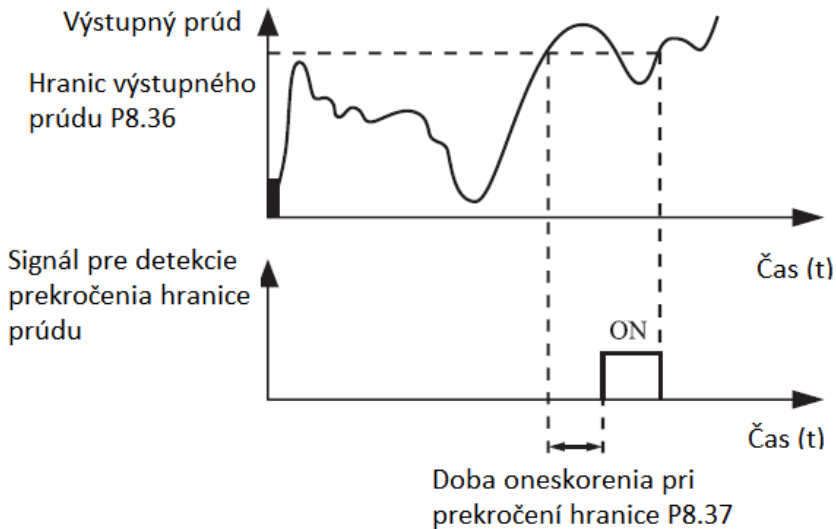 Výstupný prúd
Hranic výstupného
prúdu P8.36
Čas (t)
Signál pre detekcie
prekročenia hranice
prúdu
ON
Čas (t)
Doba oneskorenia pri
prekročení hranice P8.37